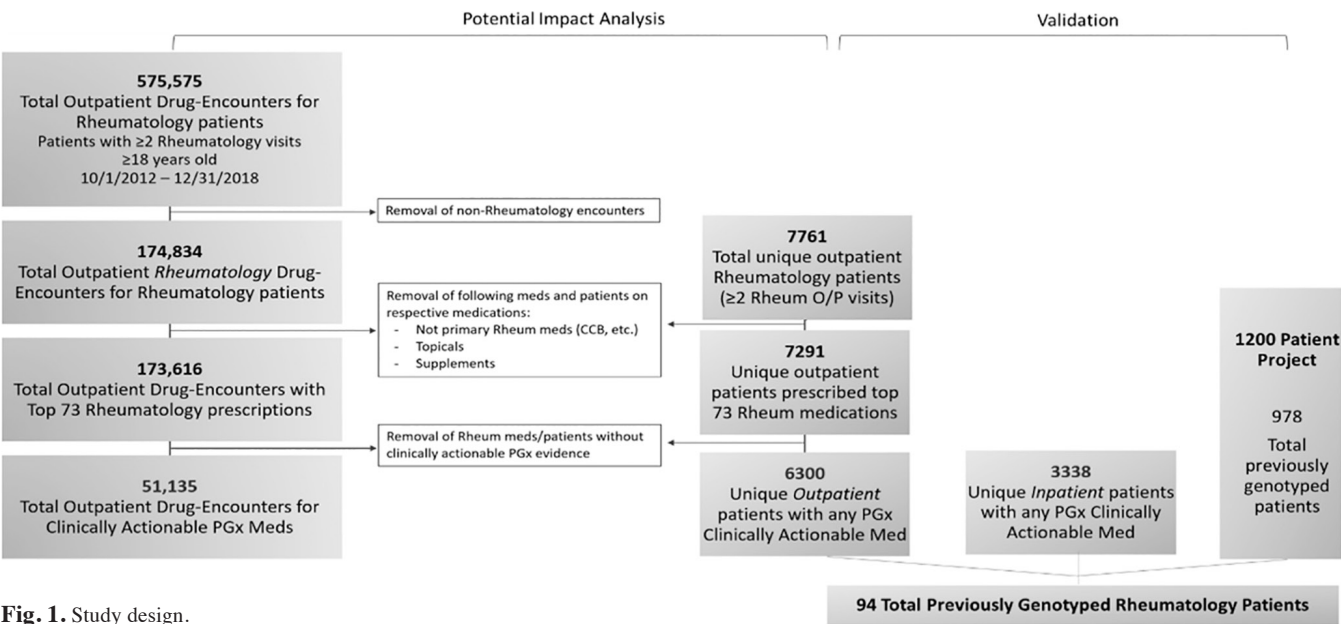 Potential Impact Analysis
Validation
575,575
Total Outpatient Drug-Encounters for
Rheumatology patients
Patients with ≥2 Rheumatology visits
≥18 years old
10/1/2012 – 12/31/2018
Removal of non-Rheumatology encounters
174,834
Total Outpatient Rheumatology Drug-
Encounters for Rheumatology patients
Removal of following meds and patients on
respective medications:
- Not primary Rheum meds (CCB, etc.)
- Topicals
- Supplements
173,616
Total Outpatient Drug-Encounters with
Top 73 Rheumatology prescriptions
Removal of Rheum meds/patients without
clinically actionable PGx evidence
51,135
Total Outpatient Drug-Encounters for
Clinically Actionable PGx Meds
7761
Total unique outpatient
Rheumatology patients
(≥2 Rheum O/P visits)
7291
Unique outpatient
patients prescribed top
73 Rheum medications
6300
Unique Outpatient
patients with any PGx
Clinically Actionable Med
3338
Unique Inpatient patients
with any PGx Clinically
Actionable Med
1200 Patient
Project
978
Total
previously
genotyped
patients
94 Total Previously Genotyped Rheumatology Patients
Fig. 1. Study design.